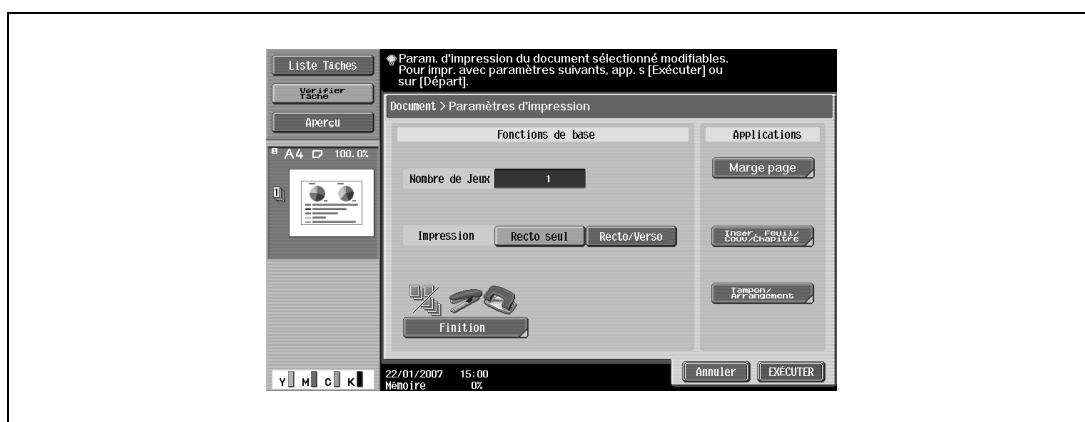 Liste Tâches
Vérifier
Tâche
Aperçu
A4 100.0%
1
Param. d'impression du document sélectionné modifiables.
Pour impr. avec paramètres suivants, app. s [Exécuter] ou
sur [Départ].
Document > Paramètres d'impression
Fonctions de base
Nombre de Jeux 1
Impression Recto seul Recto/Verso
Finition
Applications
Marge page
Inser. Feuil/
Couv/Chapitre
Tampon/
Arrangement
Y M C K
22/01/2007 15:00
Mémoire 0%
Annuler EXÉCUTER